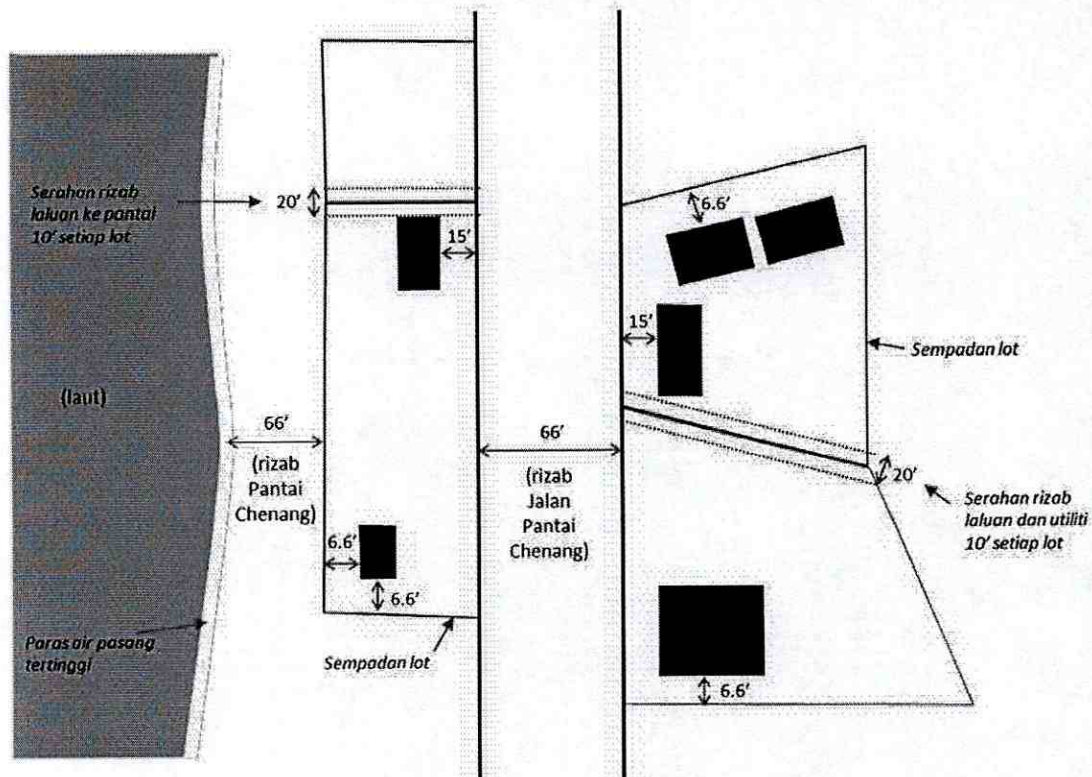 Serahan rizab
laluan ke pantai
10' setiap lot
20'
15'
(laut)
66'
(rizab
Pantai
Chenang)
6.6'
6.6'
Paras air pasang
tertinggi
Sempadan lot
66'
(rizab
Jalan
Pantai
Chenang)
6.6'
15'
Sempadan lot
20'
Serahan rizab
laluan dan utiliti
10' setiap lot
6.6'